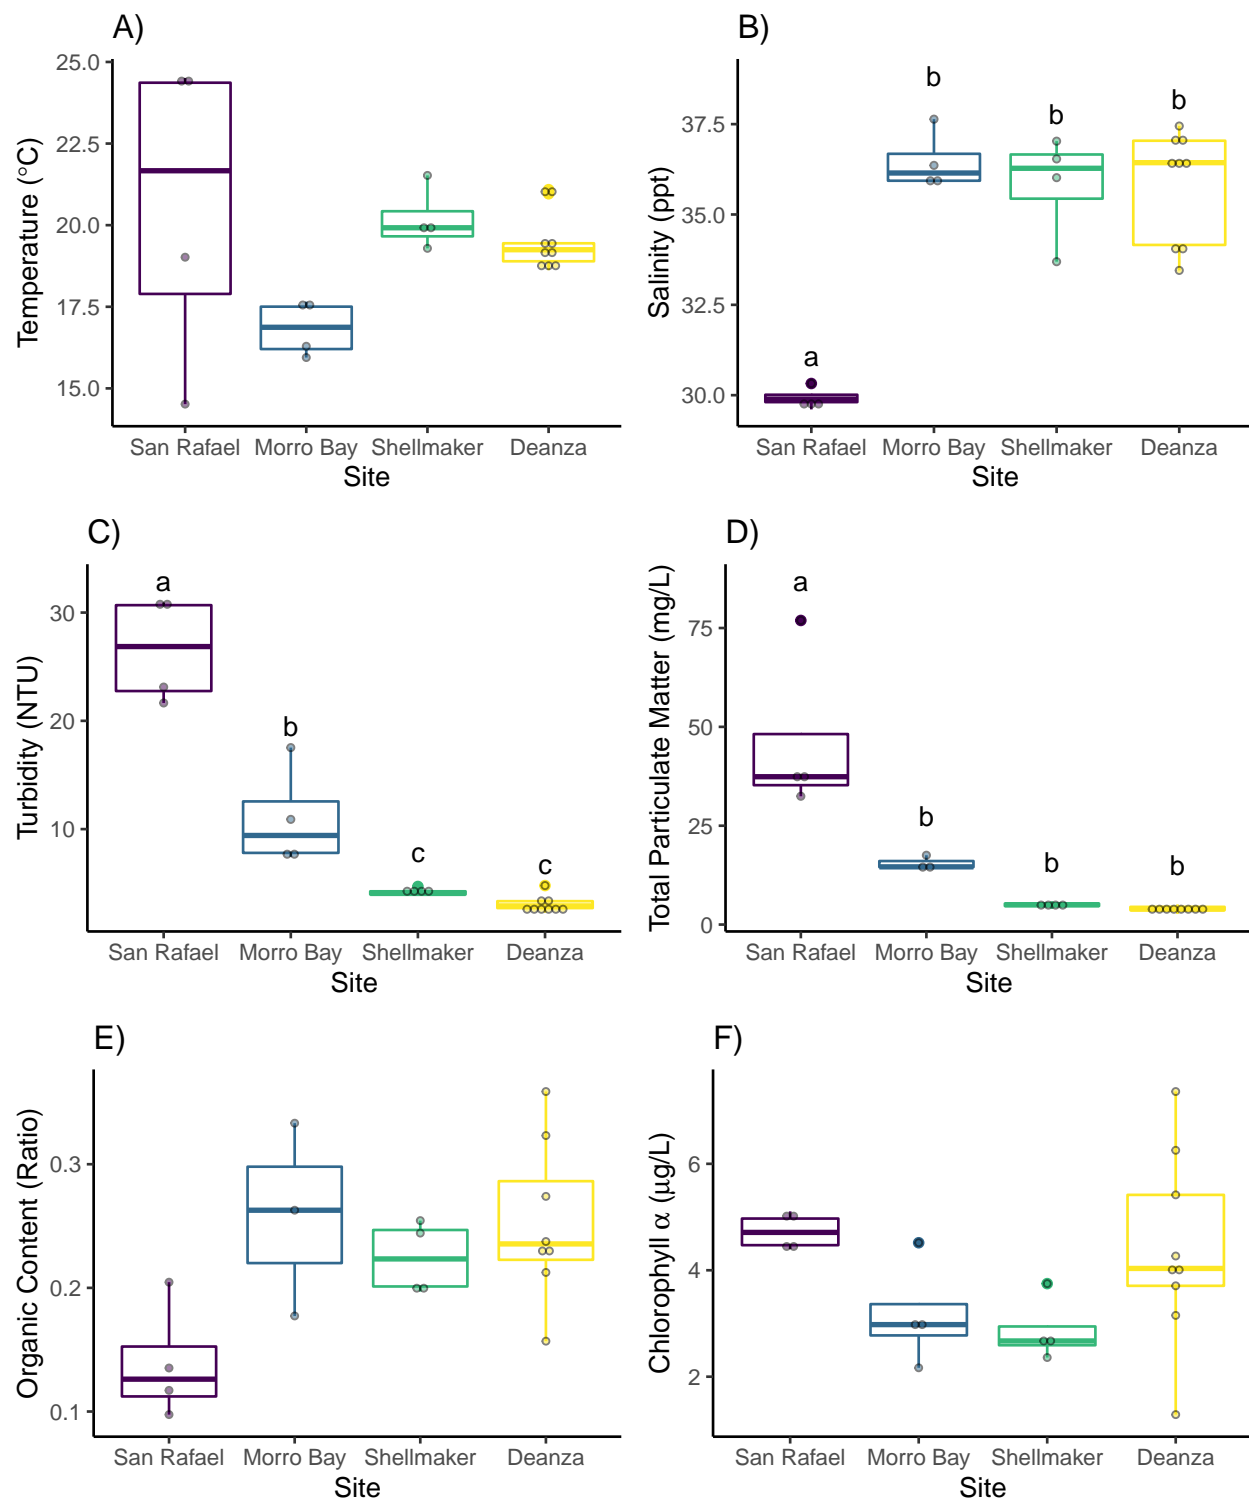 A)
Temperature (°C)
25.0
22.5
20.0
17.5
15.0
San Rafael Morro Bay Shellmaker Deanza
Site
B)
Salinity (ppt)
37.5
35.0
32.5
30.0
a
b
b
b
San Rafael Morro Bay Shellmaker Deanza
Site
C)
Turbidity (NTU)
30
20
10
a
b
c
c
San Rafael Morro Bay Shellmaker Deanza
Site
D)
Total Particulate Matter (mg/L)
75
50
25
0
a
b
b
b
San Rafael Morro Bay Shellmaker Deanza
Site
E)
Organic Content (Ratio)
0.3
0.2
0.1
San Rafael Morro Bay Shellmaker Deanza
Site
F)
Chlorophyll α (μg/L)
6
4
2
San Rafael Morro Bay Shellmaker Deanza
Site